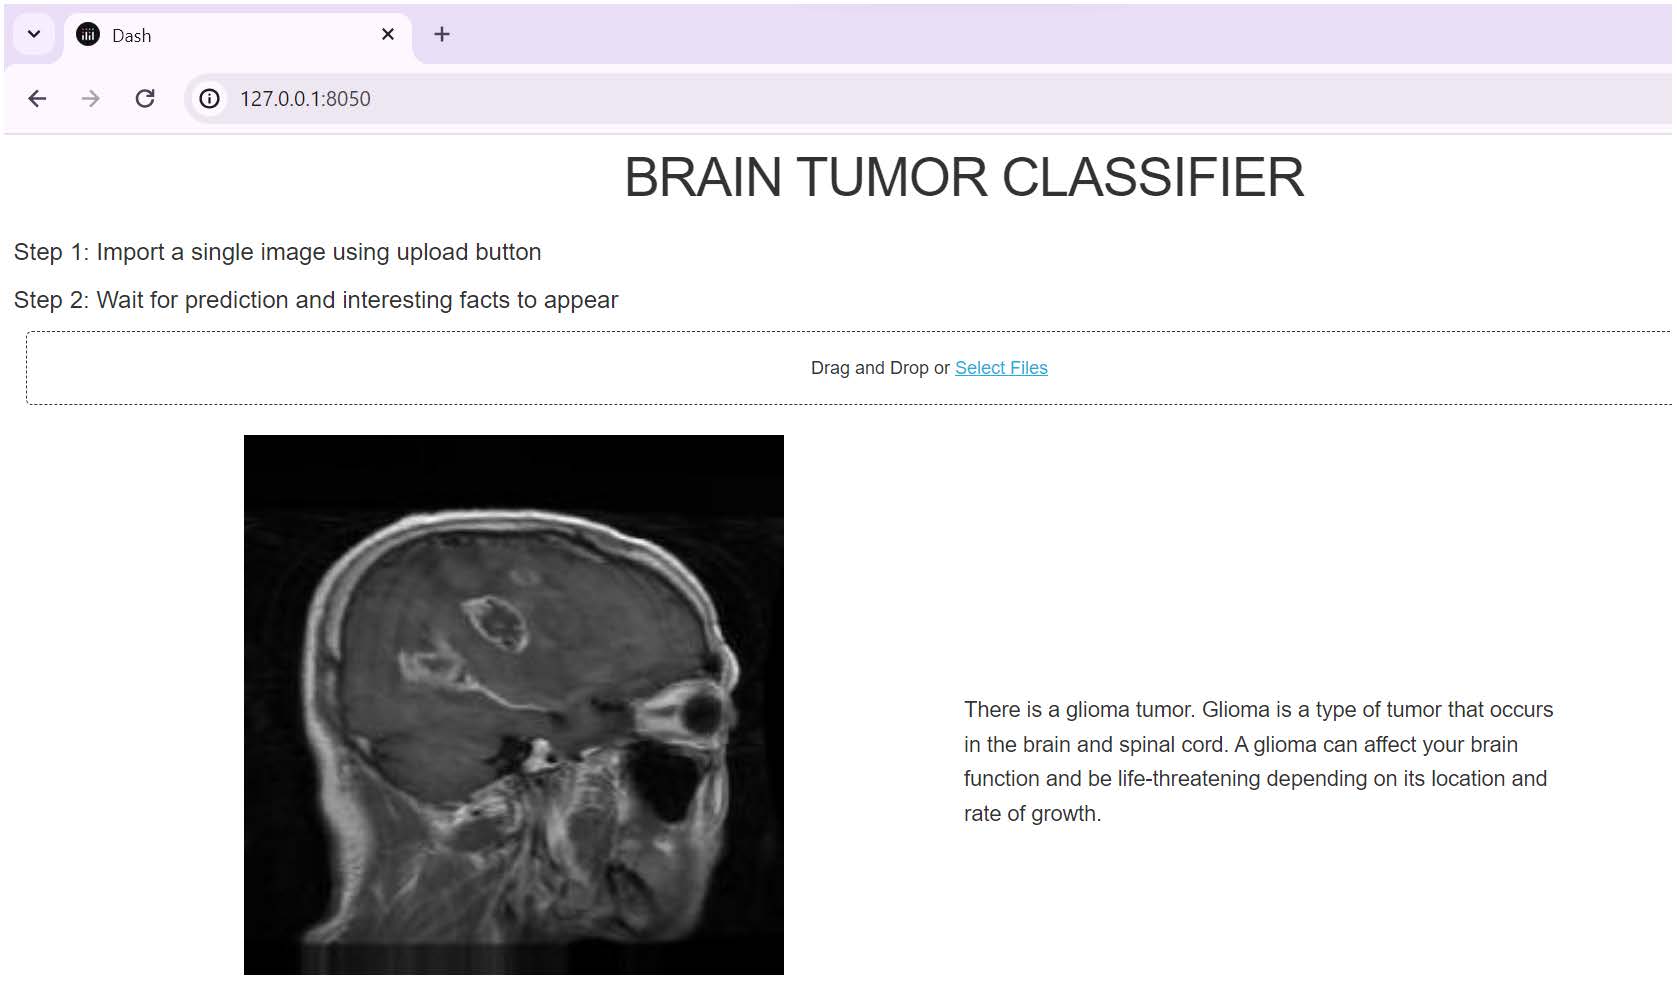 Dash
127.0.0.1:8050
BRAIN TUMOR CLASSIFIER
Step 1: Import a single image using upload button
Step 2: Wait for prediction and interesting facts to appear
Drag and Drop or Select Files
There is a glioma tumor. Glioma is a type of tumor that occurs
in the brain and spinal cord. A glioma can affect your brain
function and be life-threatening depending on its location and
rate of growth.